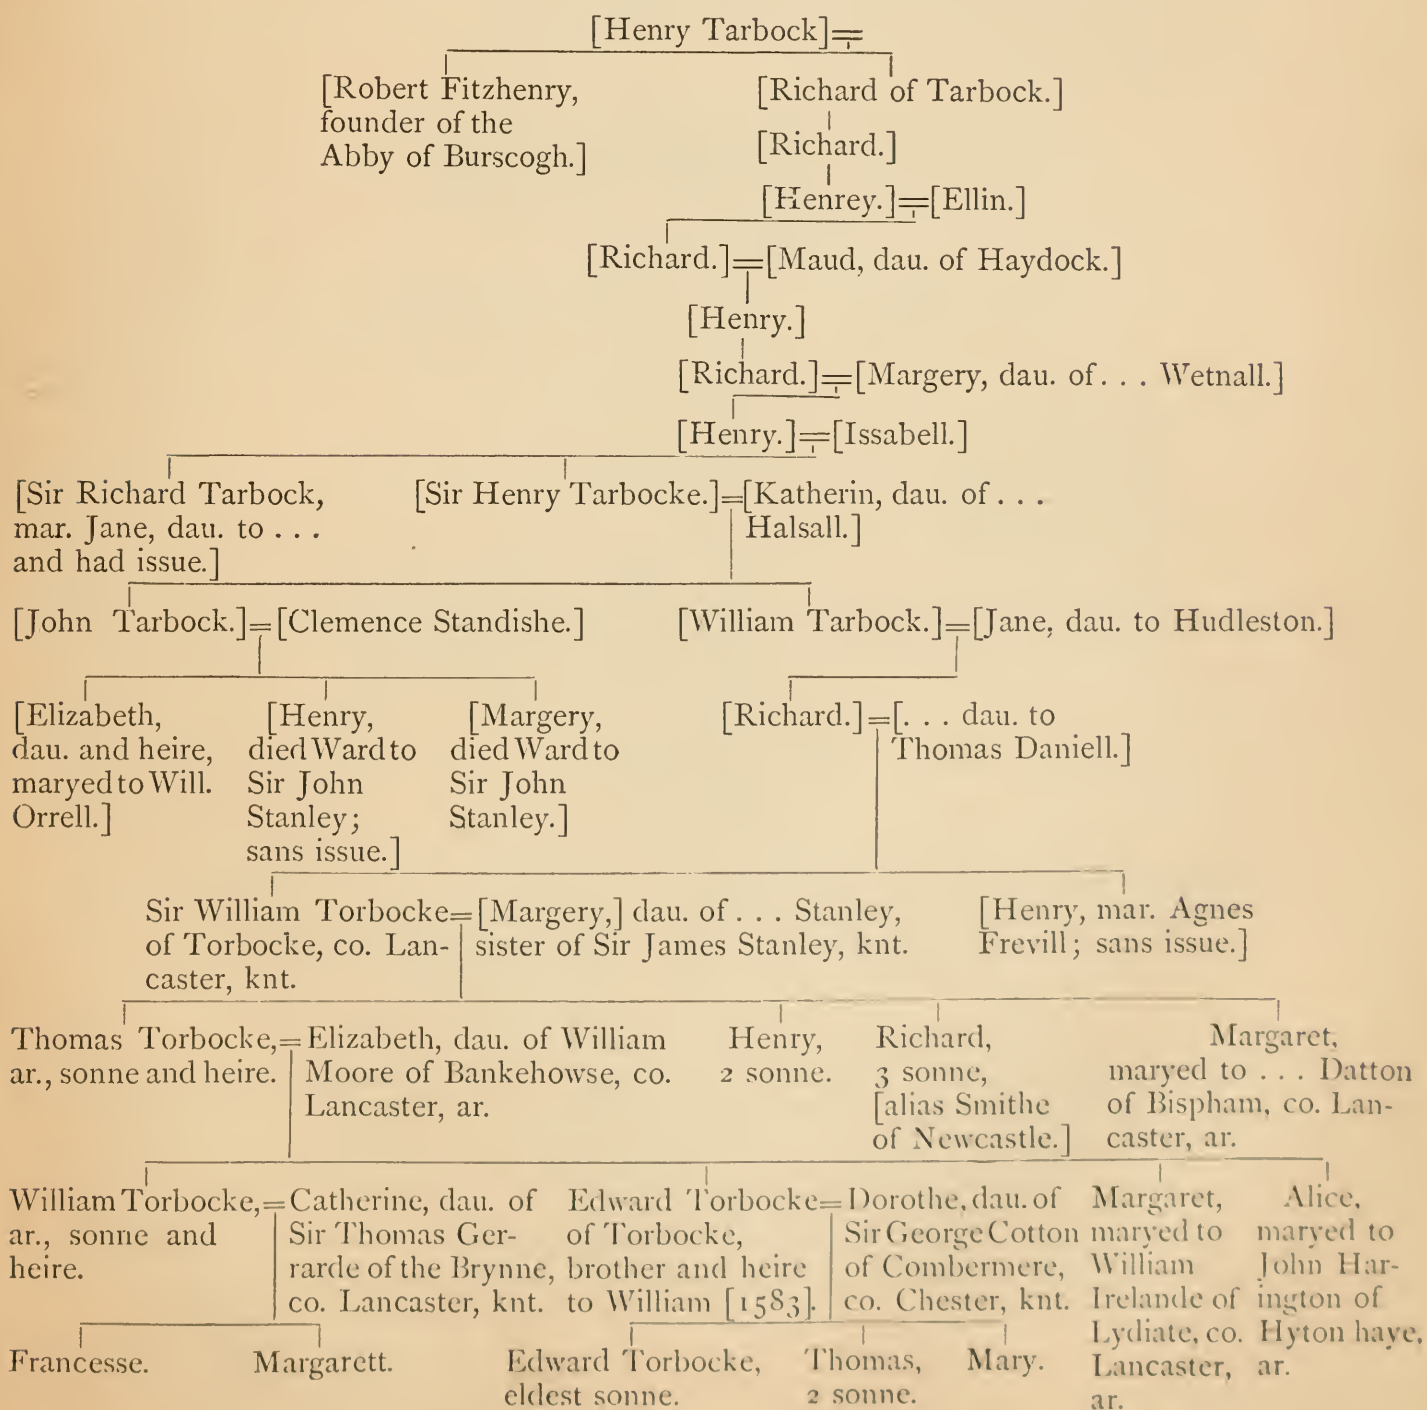 [Henry Tarbock]=
[Robert Fitzhenry,
founder of the
Abby of Burscogh.]
[Richard of Tarbock.]
[Richard.]
[Henrey.]=[Ellin.]
[Richard.]=[Maud, dau. of Haydock.]
[Henry.]
[Richard.]=[Margery, dau. of . . . Wetnall.]
[Henry.]=[Issabell.]
[Sir Richard Tarbock,
mar. Jane, dau. to . . .
and had issue.]
[Sir Henry Tarbocke.]=[Katherin, dau. of . . .
Halsall.]
[John Tarbock.]=[Clemence Standishe.]
[William Tarbock.]=[Jane, dau. to Hudleston.]
[Elizabeth,
dau. and heire,
maryed to Will.
Orrell.]
[Henry,
died Ward to
Sir John
Stanley;
sans issue.]
[Margery,
died Ward to
Sir John
Stanley.]
[Richard.]=[. . . dau. to
Thomas Daniell.]
Sir William Torbocke=
of Torbocke, co. Lan-
caster, knt.
[Margery,] dau. of . . . Stanley,
sister of Sir James Stanley, knt.
[Henry, mar. Agnes
Frevill; sans issue.]
Thomas Torbocke,=
ar., sonne and heire.
Elizabeth, dau. of William
Moore of Bankehowse, co.
Lancaster, ar.
Henry,
2 sonne.
Richard,
3 sonne,
[alias Smithe
of Newcastle.]
Margaret,
maryed to . . . Datton
of Bispham, co. Lan-
caster, ar.
William Torbocke,=
ar., sonne and
heire.
Catherine, dau. of
Sir Thomas Ger-
rarde of the Brynne,
co. Lancaster, knt.
Edward Torbocke=
of Torbocke,
brother and heire
to William [1583].
Dorothe, dau. of
Sir George Cotton
of Combermere,
co. Chester, knt.
Margaret,
maryed to
William
Irelande of
Lydiate, co.
Lancaster,
ar.
Alice,
maryed to
John Har-
ington of
Hyton haye,
ar.
Francesse.
Margarett.
Edward Torbocke,
eldest sonne.
Thomas,
2 sonne.
Mary.